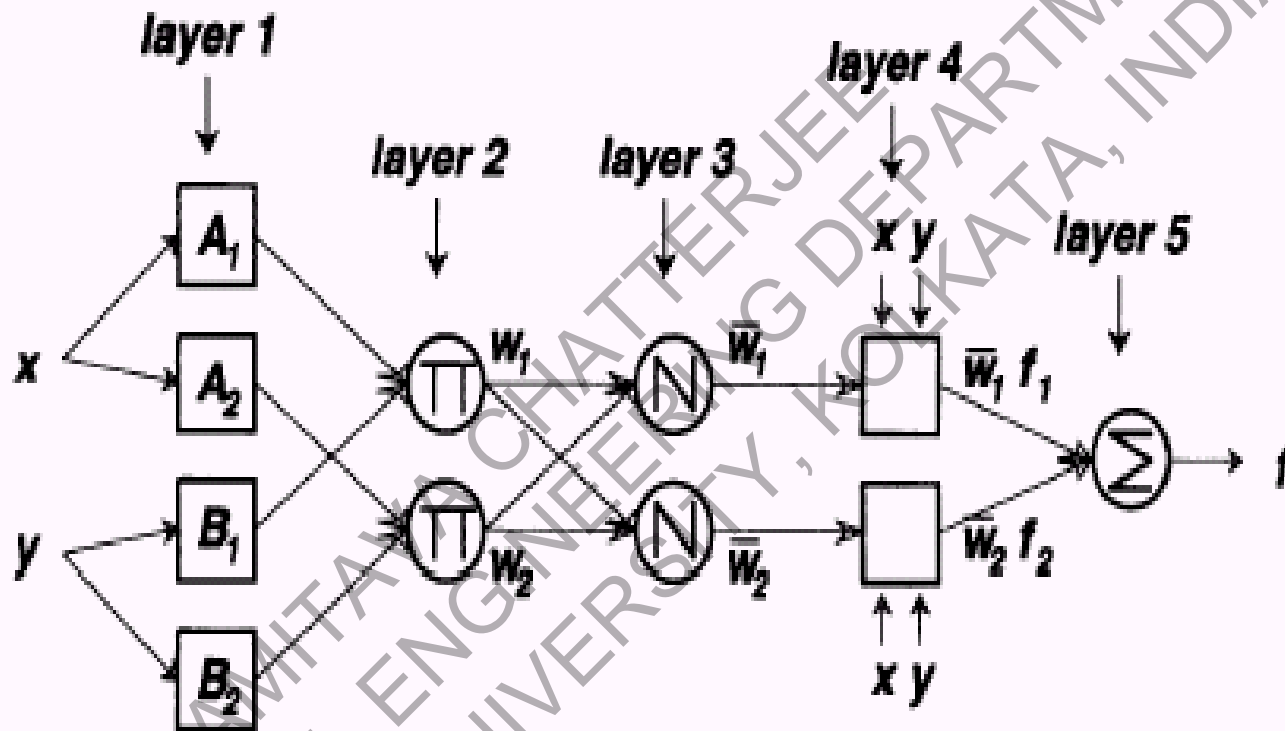 layer 1
layer 4
layer 2
layer 3
layer 5
x y
A₁
x
A₂
Π
w₁
N
w̅₁
w̅₁ f₁
Σ
f
y
B₁
Π
w₂
N
w̅₂
w̅₂ f₂
B₂
x y
AMITAVA CHATTERJEE
ENGINEERING DEPARTM
UNIVERSITY, KOLKATA, INDIA